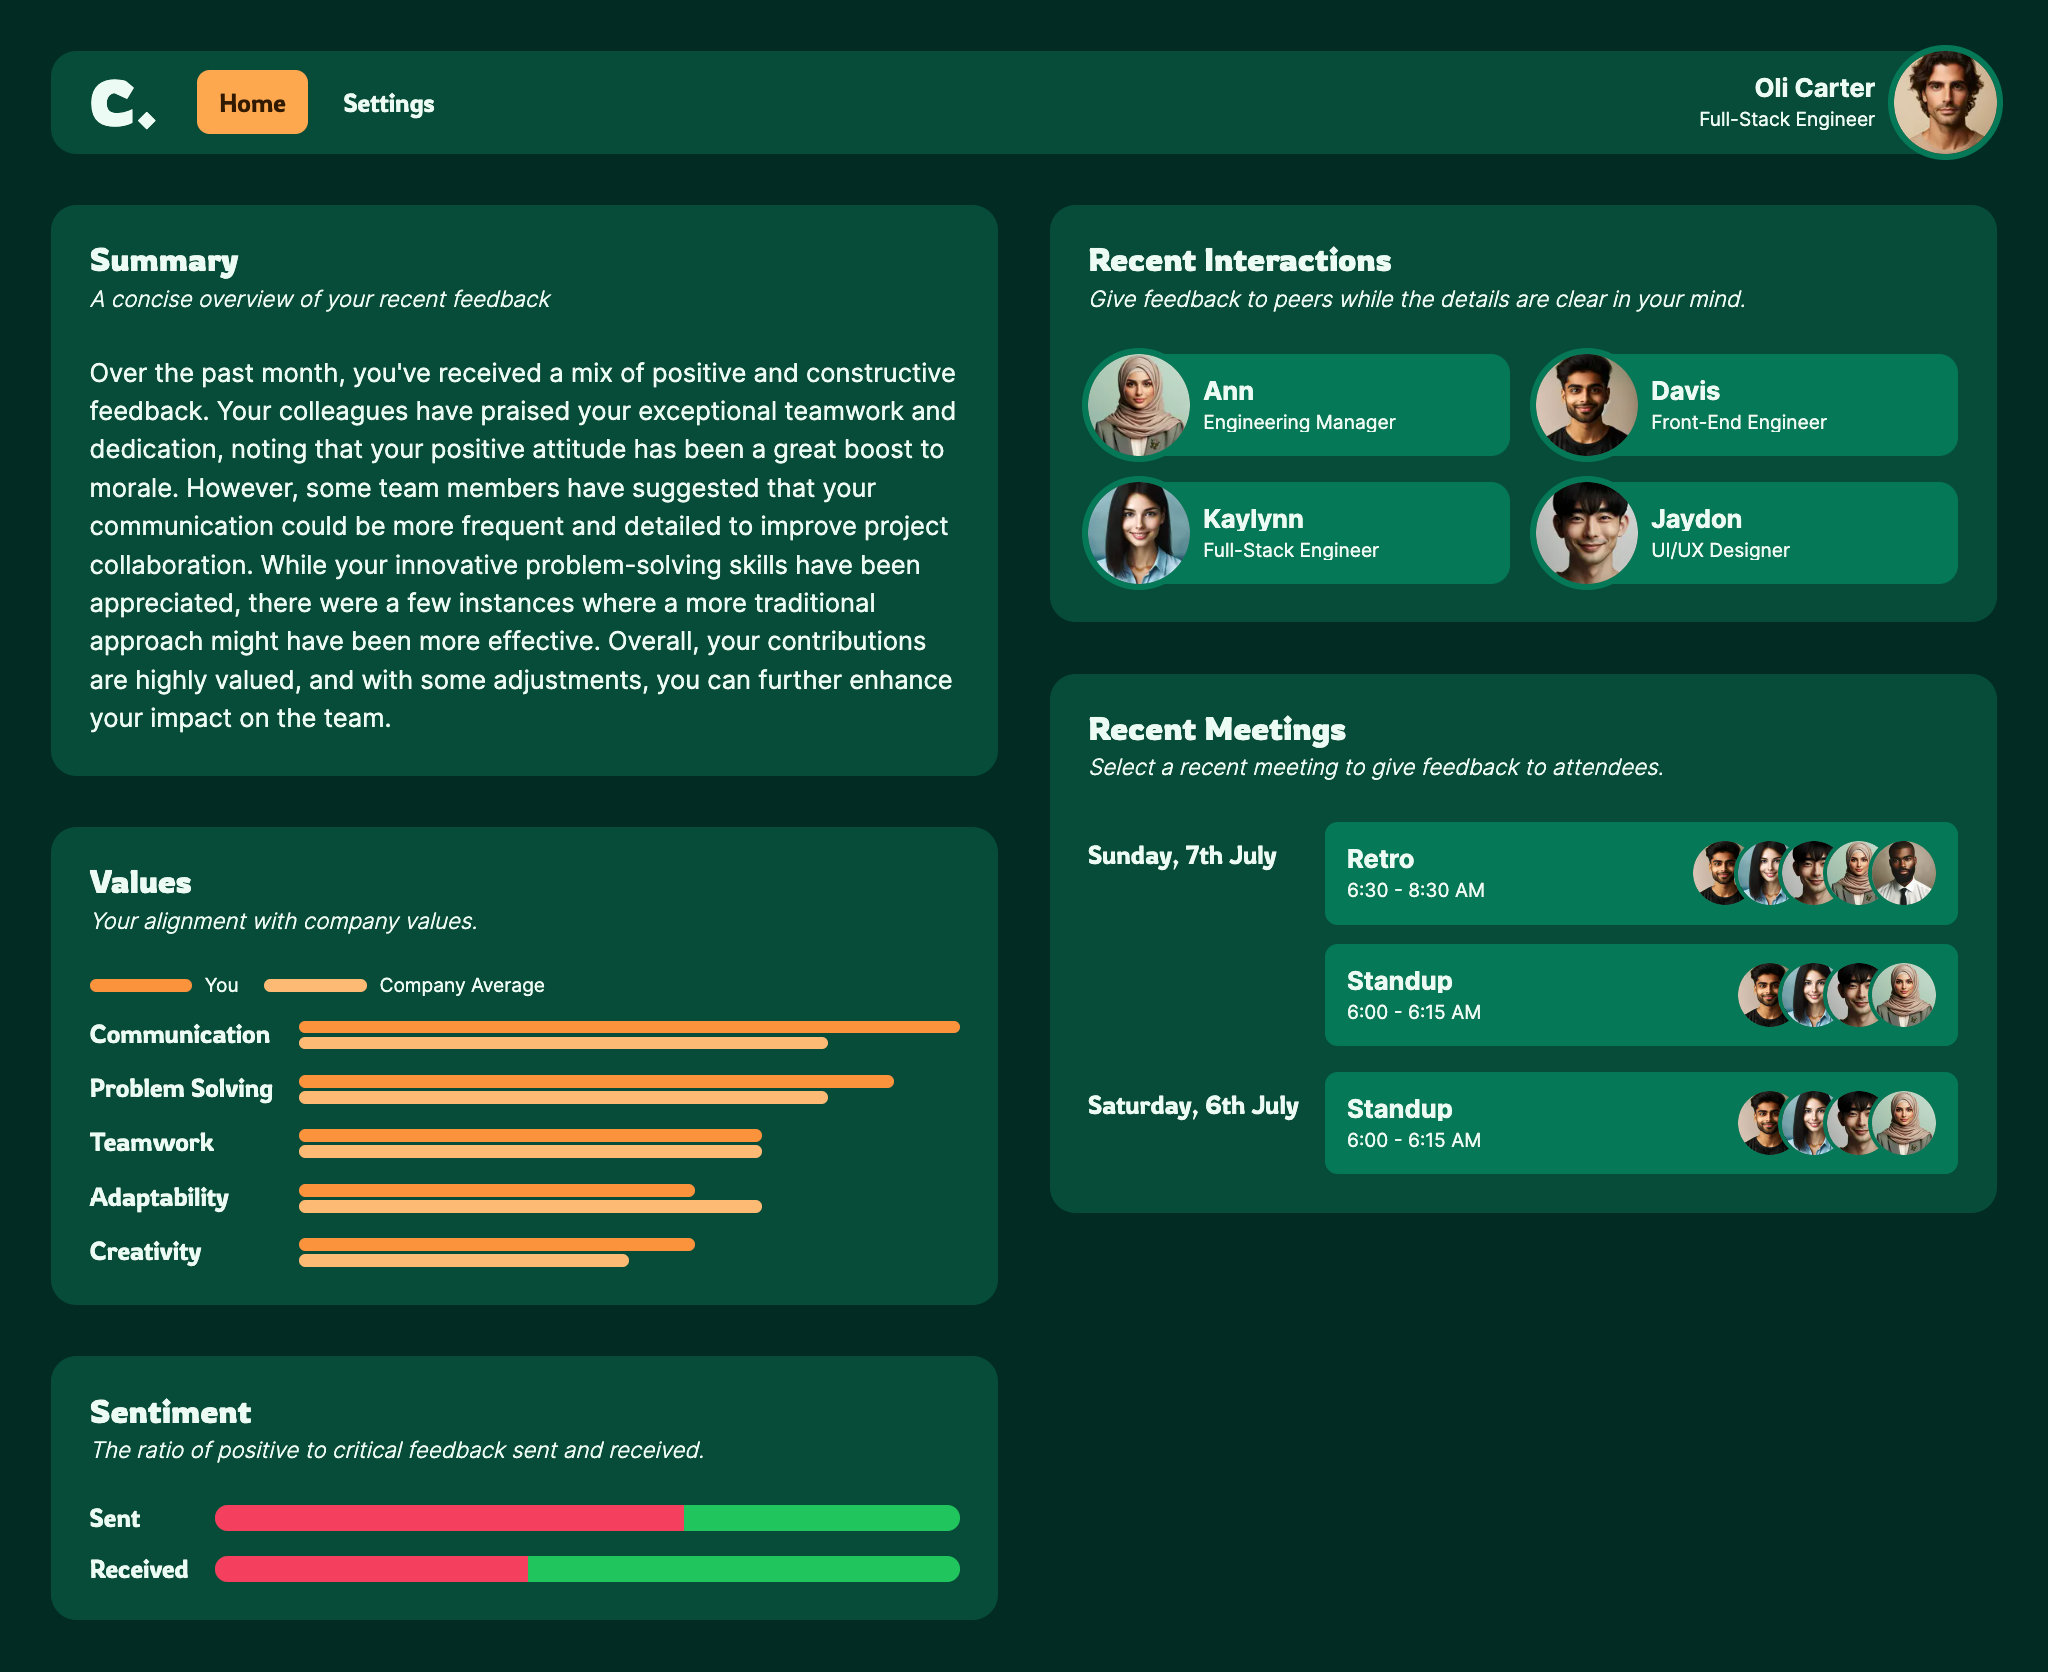 C.
Home
Settings
Oli Carter
Full-Stack Engineer
Summary
A concise overview of your recent feedback
Over the past month, you've received a mix of positive and constructive
feedback. Your colleagues have praised your exceptional teamwork and
dedication, noting that your positive attitude has been a great boost to
morale. However, some team members have suggested that your
communication could be more frequent and detailed to improve project
collaboration. While your innovative problem-solving skills have been
appreciated, there were a few instances where a more traditional
approach might have been more effective. Overall, your contributions
are highly valued, and with some adjustments, you can further enhance
your impact on the team.
Values
Your alignment with company values.
You
Company Average
Communication
Problem Solving
Teamwork
Adaptability
Creativity
Sentiment
The ratio of positive to critical feedback sent and received.
Sent
Received
Recent Interactions
Give feedback to peers while the details are clear in your mind.
Ann
Engineering Manager
Davis
Front-End Engineer
Kaylynn
Full-Stack Engineer
Jaydon
UI/UX Designer
Recent Meetings
Select a recent meeting to give feedback to attendees.
Sunday, 7th July
Retro
6:30 - 8:30 AM
Standup
6:00 - 6:15 AM
Saturday, 6th July
Standup
6:00 - 6:15 AM